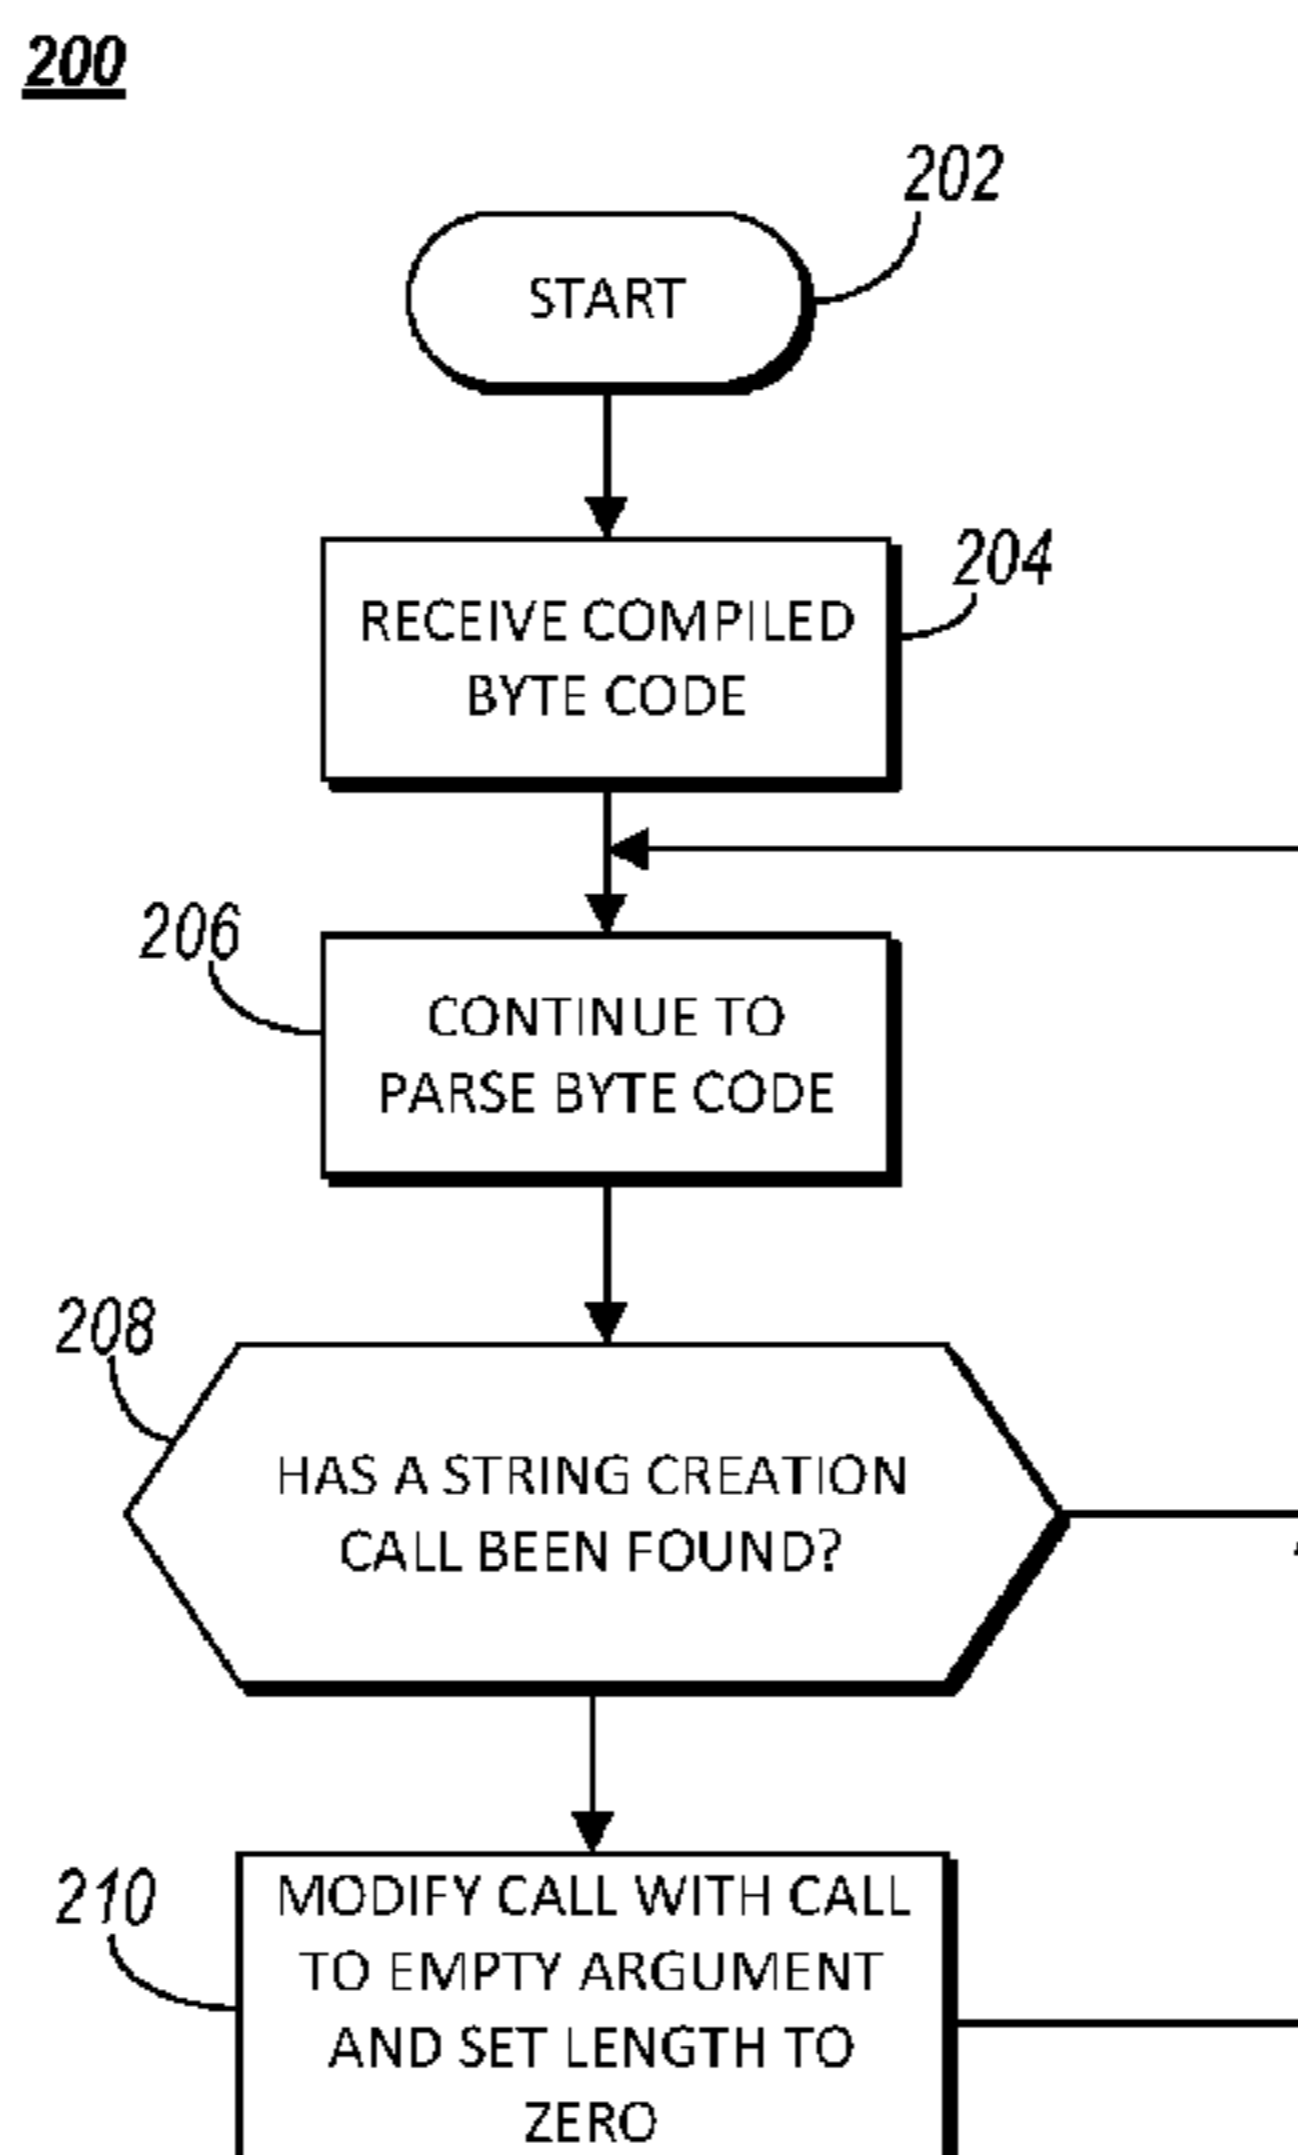 200
202
START
204
RECEIVE COMPILED
BYTE CODE
206
CONTINUE TO
PARSE BYTE CODE
208
HAS A STRING CREATION
CALL BEEN FOUND?
210
MODIFY CALL WITH CALL
TO EMPTY ARGUMENT
AND SET LENGTH TO
ZERO